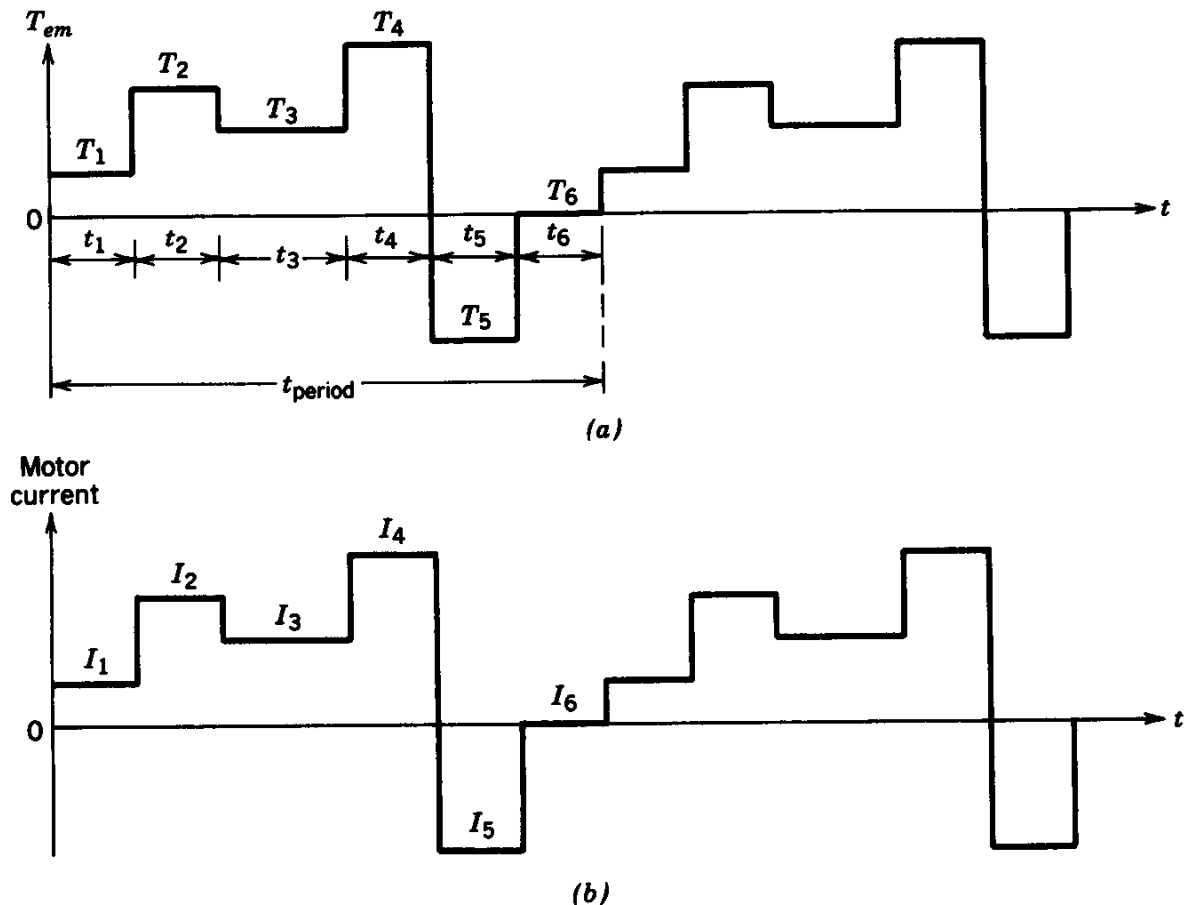 T_em
T_4
T_2
T_3
T_1
T_6
0
t
t_1 t_2 t_3 t_4 t_5 t_6
T_5
t_period
(a)
Motor
current
I_4
I_2
I_3
I_1
I_6
0
t
I_5
(b)